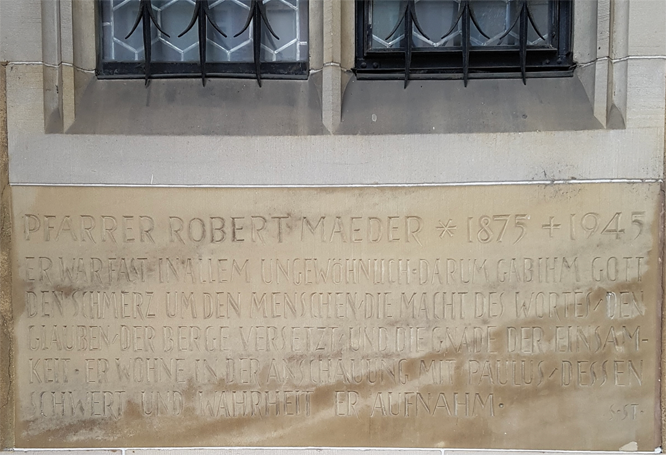 PFARRER ROBERT MAEDER * 1875 + 1945
ER WAR FAST IN ALLEM UNGEWÖHNLICH · DARUM GAB IHM GOTT
DEN SCHMERZ UM DEN MENSCHEN / DIE MACHT DES WORTES / DEN
GLAUBEN / DER BERGE VERSETZT / UND DIE GNADE DER EINSAM-
KEIT · ER WOHNE IN DER ANSCHAUUNG MIT PAULUS / DESSEN
SCHWERT UND WAHRHEIT ER AUFNAHM ·
S·ST·